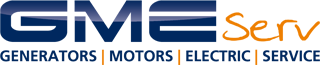 GME Serv
GENERATORS | MOTORS | ELECTRIC | SERVICE